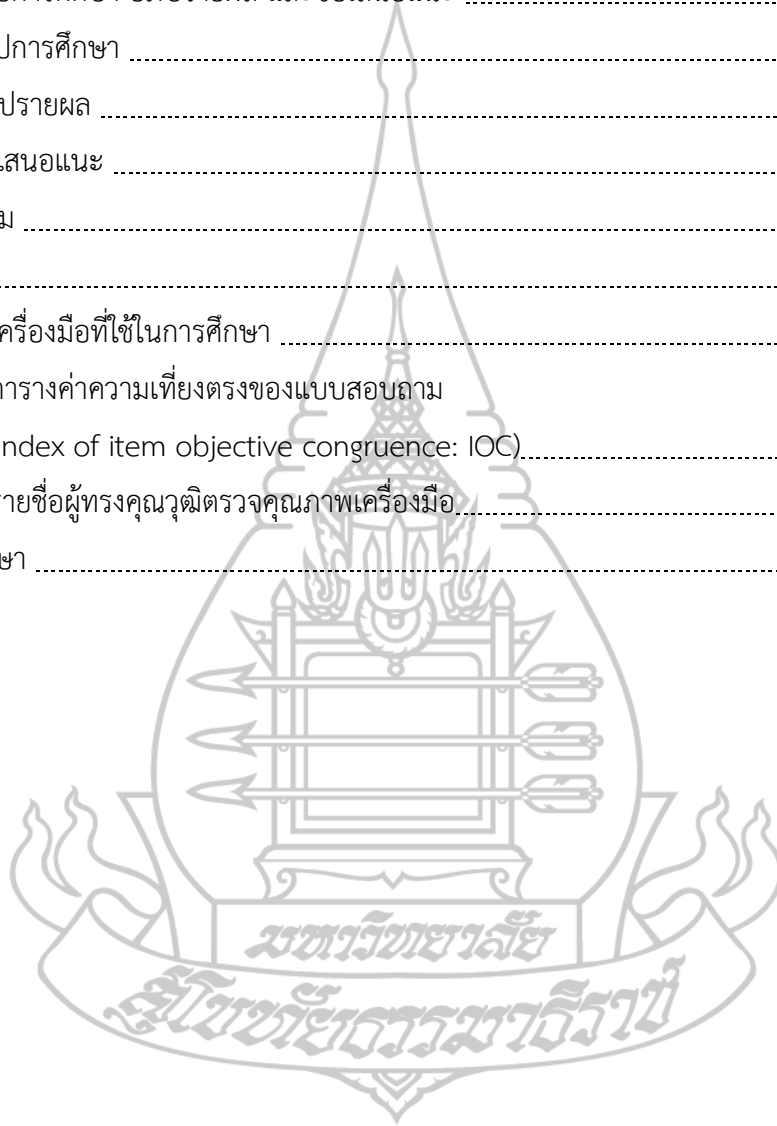 ปการศึกษา
ปรายผล
เสนอแนะ
ม
ครื่องมือที่ใช้ในการศึกษา
ตารางค่าความเที่ยงตรงของแบบสอบถาม
ndex of item objective congruence: IOC)
รายชื่อผู้ทรงคุณวุฒิตรวจคุณภาพเครื่องมือ
ษา
มหาวิทยาลัย
สุโขทัยธรรมาธิราช